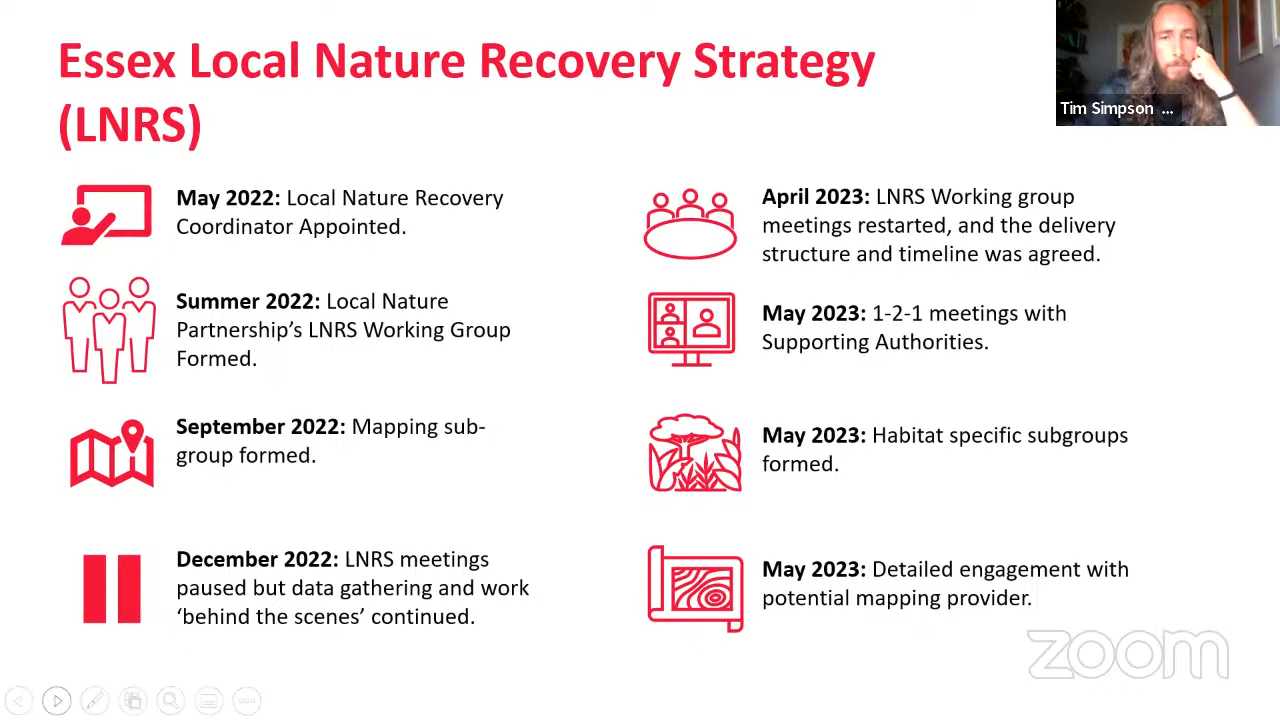 Essex Local Nature Recovery Strategy
(LNRS)
Tim Simpson ...
May 2022: Local Nature Recovery
Coordinator Appointed.
Summer 2022: Local Nature
Partnership’s LNRS Working Group
Formed.
September 2022: Mapping sub-
group formed.
December 2022: LNRS meetings
paused but data gathering and work
‘behind the scenes’ continued.
April 2023: LNRS Working group
meetings restarted, and the delivery
structure and timeline was agreed.
May 2023: 1-2-1 meetings with
Supporting Authorities.
May 2023: Habitat specific subgroups
formed.
May 2023: Detailed engagement with
potential mapping provider.
zoom